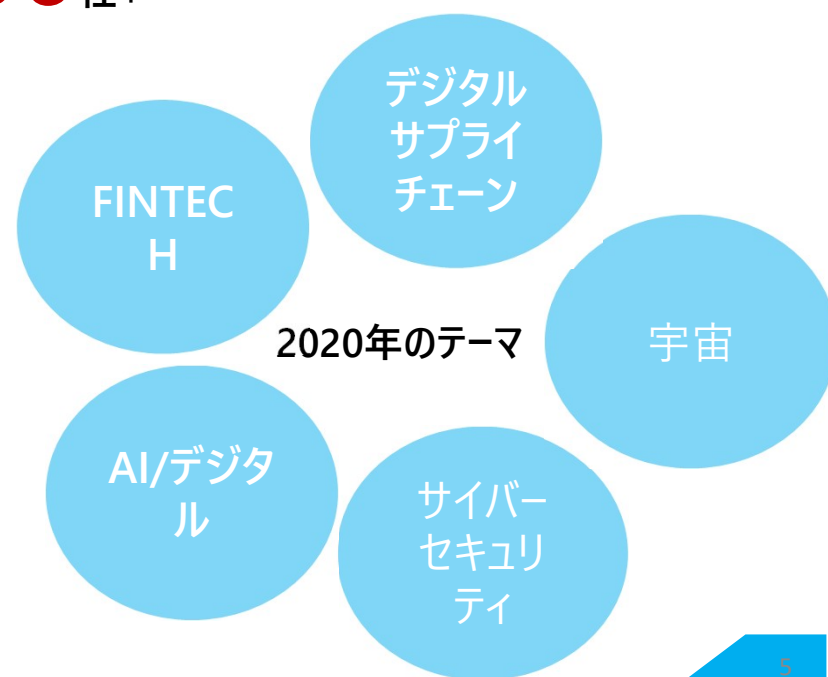 デジタル
サプライ
チェーン
FINTEC
H
2020年のテーマ
宇宙
AI/デジタ
ル
サイバー
セキュリ
ティ
5